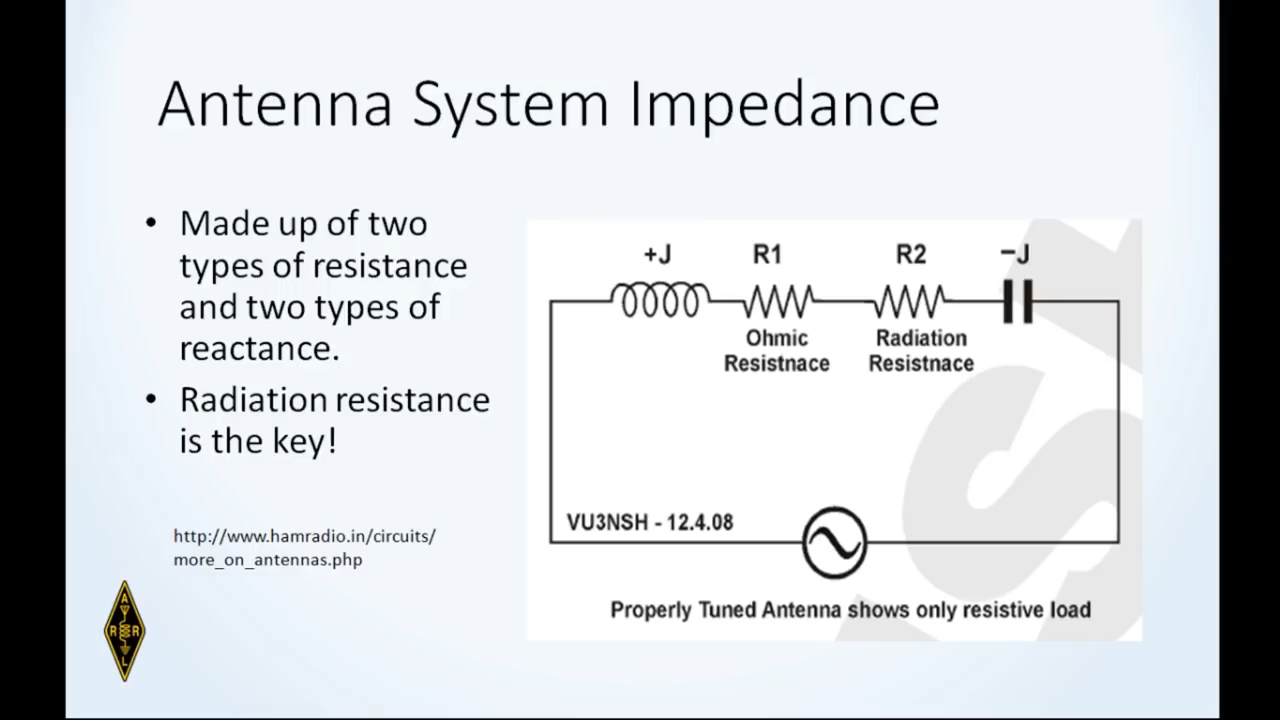 Antenna System Impedance
• Made up of two
types of resistance
and two types of
reactance.
• Radiation resistance
is the key!
http://www.hamradio.in/circuits/
more_on_antennas.php
+J R1 R2 −J
Ohmic Radiation
Resistnace Resistnace
VU3NSH - 12.4.08
Properly Tuned Antenna shows only resistive load
A
R R
L